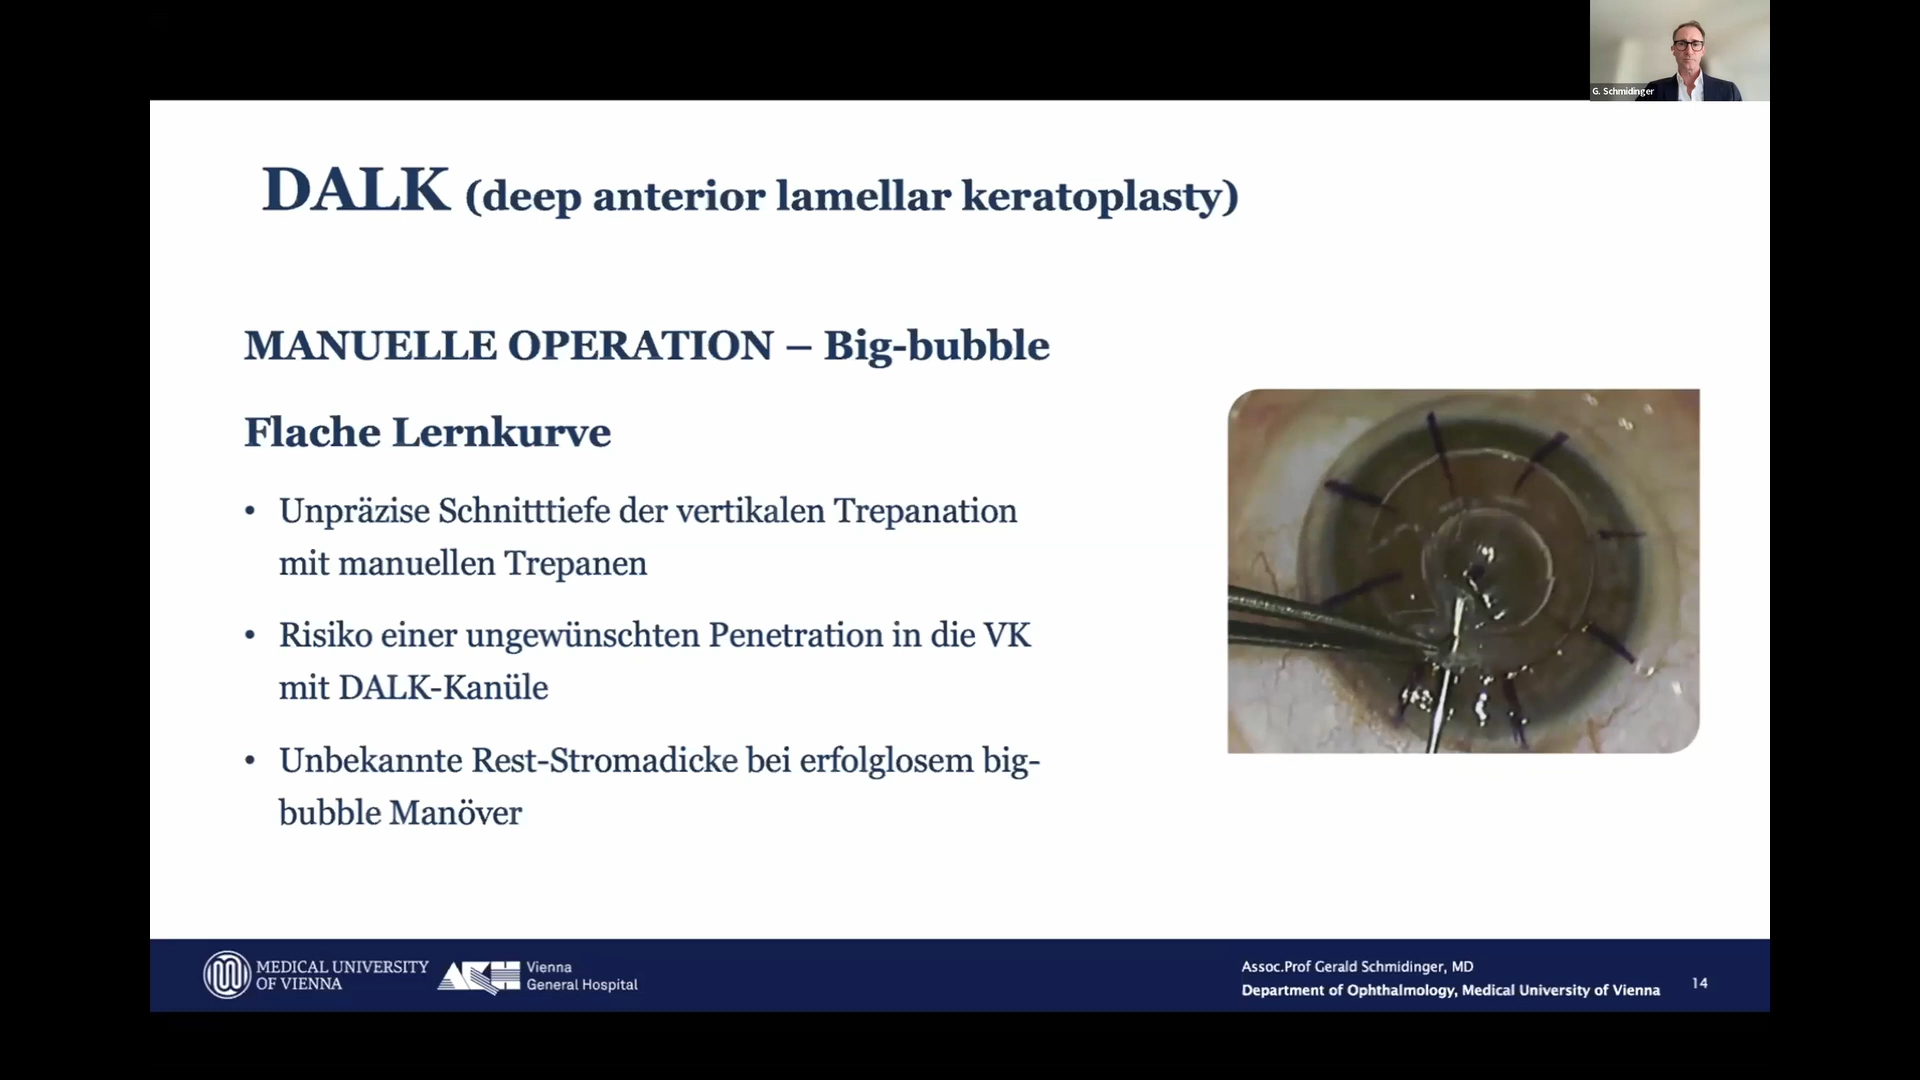 G. Schmidinger
DALK (deep anterior lamellar keratoplasty)
MANUELLE OPERATION – Big-bubble
Flache Lernkurve
• Unpräzise Schnitttiefe der vertikalen Trepanation
mit manuellen Trepanen
• Risiko einer ungewünschten Penetration in die VK
mit DALK-Kanüle
• Unbekannte Rest-Stromadicke bei erfolglosem big-
bubble Manöver
MEDICAL UNIVERSITY
OF VIENNA
AKH
Vienna
General Hospital
Assoc.Prof Gerald Schmidinger, MD
Department of Ophthalmology, Medical University of Vienna
14